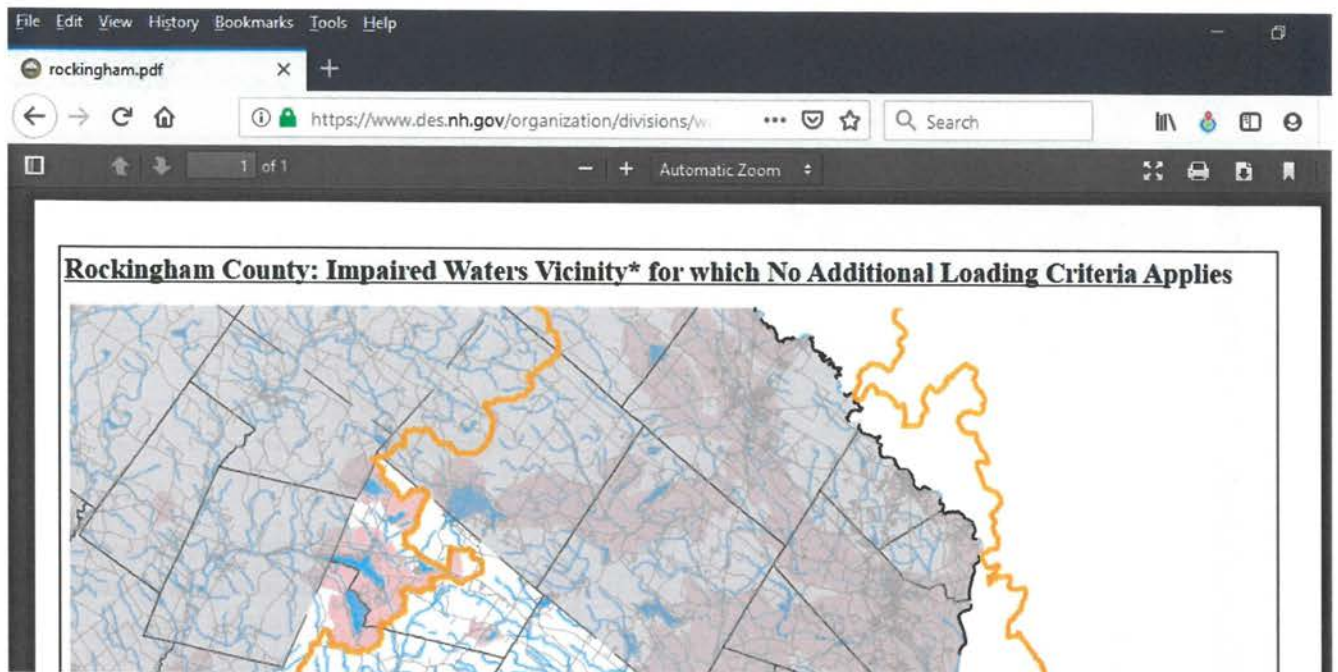 File Edit View History Bookmarks Tools Help
rockingham.pdf
https://www.des.nh.gov/organization/divisions/w
Search
1 of 1
Automatic Zoom
Rockingham County: Impaired Waters Vicinity* for which No Additional Loading Criteria Applies